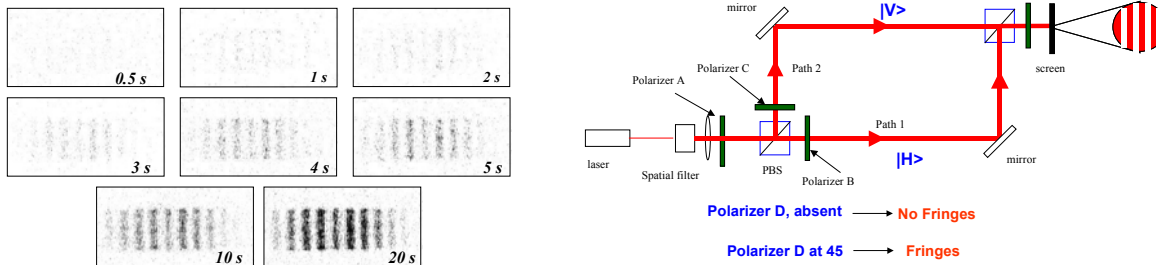 0.5 s
1 s
2 s
3 s
4 s
5 s
10 s
20 s
mirror
|V>
Polarizer C
Path 2
screen
Polarizer A
Path 1
laser
Spatial filter
PBS
Polarizer B
|H>
mirror
Polarizer D, absent No Fringes
Polarizer D at 45 Fringes